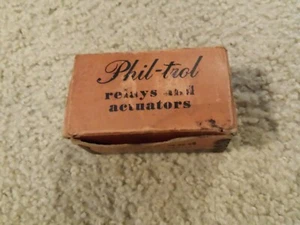 Phil-trol
relays and
actuators